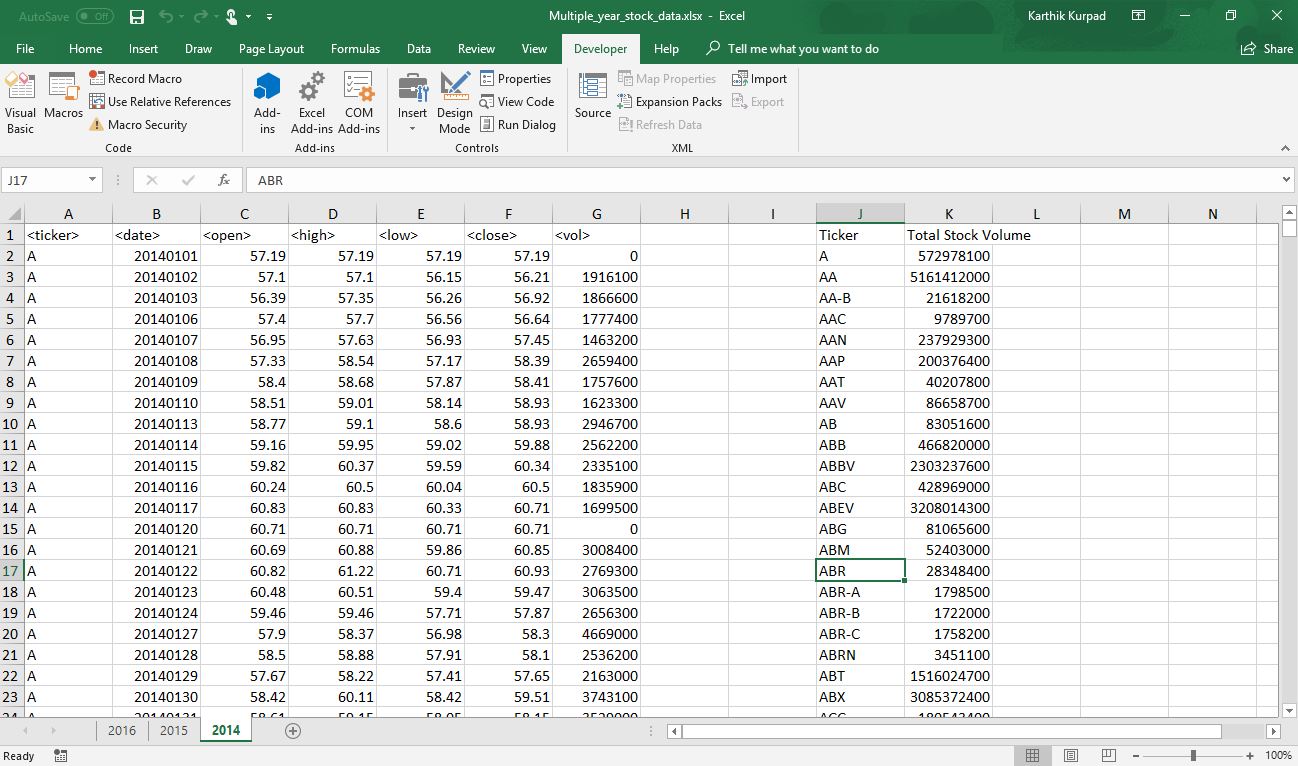 AutoSave Off Multiple_year_stock_data.xlsx - Excel Karthik Kurpad
File Home Insert Draw Page Layout Formulas Data Review View Developer Help Tell me what you want to do Share
Record Macro Properties Map Properties Import
Use Relative References View Code Expansion Packs Export
Visual Basic Macros Macro Security Add-ins Excel Add-ins COM Add-ins Insert Design Mode Run Dialog Source Refresh Data
Code Add-ins Controls XML
J17 fx ABR
A B C D E F G H I J K L M N
1 <ticker> <date> <open> <high> <low> <close> <vol> Ticker Total Stock Volume
2 A 20140101 57.19 57.19 57.19 57.19 0 A 572978100
3 A 20140102 57.1 57.1 56.15 56.21 1916100 AA 5161412000
4 A 20140103 56.39 57.35 56.26 56.92 1866600 AA-B 21618200
5 A 20140106 57.4 57.7 56.56 56.64 1777400 AAC 9789700
6 A 20140107 56.95 57.63 56.93 57.45 1463200 AAN 237929300
7 A 20140108 57.33 58.54 57.17 58.39 2659400 AAP 200376400
8 A 20140109 58.4 58.68 57.87 58.41 1757600 AAT 40207800
9 A 20140110 58.51 59.01 58.14 58.93 1623300 AAV 86658700
10 A 20140113 58.77 59.1 58.6 58.93 2946700 AB 83051600
11 A 20140114 59.16 59.95 59.02 59.88 2562200 ABB 466820000
12 A 20140115 59.82 60.37 59.59 60.34 2335100 ABBV 2303237600
13 A 20140116 60.24 60.5 60.04 60.5 1835900 ABC 428969000
14 A 20140117 60.83 60.83 60.33 60.71 1699500 ABEV 3208014300
15 A 20140120 60.71 60.71 60.71 60.71 0 ABG 81065600
16 A 20140121 60.69 60.88 59.86 60.85 3008400 ABM 52403000
17 A 20140122 60.82 61.22 60.71 60.93 2769300 ABR 28348400
18 A 20140123 60.48 60.51 59.4 59.47 3063500 ABR-A 1798500
19 A 20140124 59.46 59.46 57.71 57.87 2656300 ABR-B 1722000
20 A 20140127 57.9 58.37 56.98 58.3 4669000 ABR-C 1758200
21 A 20140128 58.5 58.88 57.91 58.1 2536200 ABRN 3451100
22 A 20140129 57.67 58.22 57.41 57.65 2163000 ABT 1516024700
23 A 20140130 58.42 60.11 58.42 59.51 3743100 ABX 3085372400
2016 2015 2014
Ready 100%